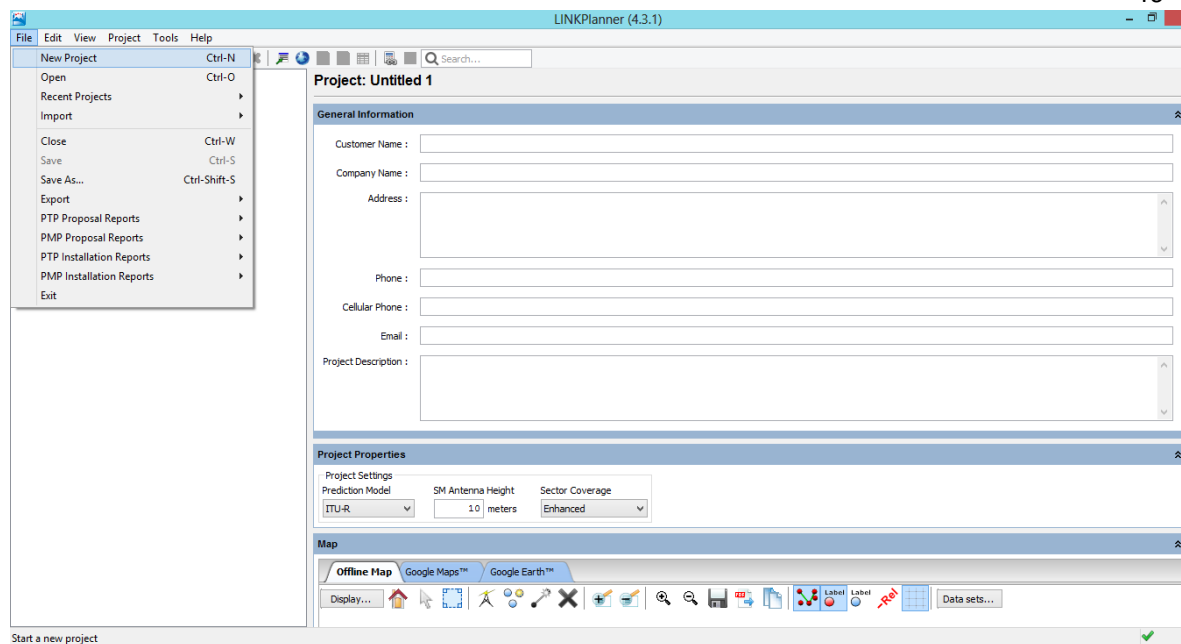 LINKPlanner (4.3.1)
File Edit View Project Tools Help
New Project Ctrl-N
Open Ctrl-O
Recent Projects
Import
Close Ctrl-W
Save Ctrl-S
Save As... Ctrl-Shift-S
Export
PTP Proposal Reports
PMP Proposal Reports
PTP Installation Reports
PMP Installation Reports
Exit
Search...
Project: Untitled 1
General Information
Customer Name :
Company Name :
Address :
Phone :
Cellular Phone :
Email :
Project Description :
Project Properties
Project Settings
Prediction Model SM Antenna Height Sector Coverage
ITU-R 10 meters Enhanced
Map
Offline Map Google Maps™ Google Earth™
Display... Label Label -Rel Data sets...
Start a new project